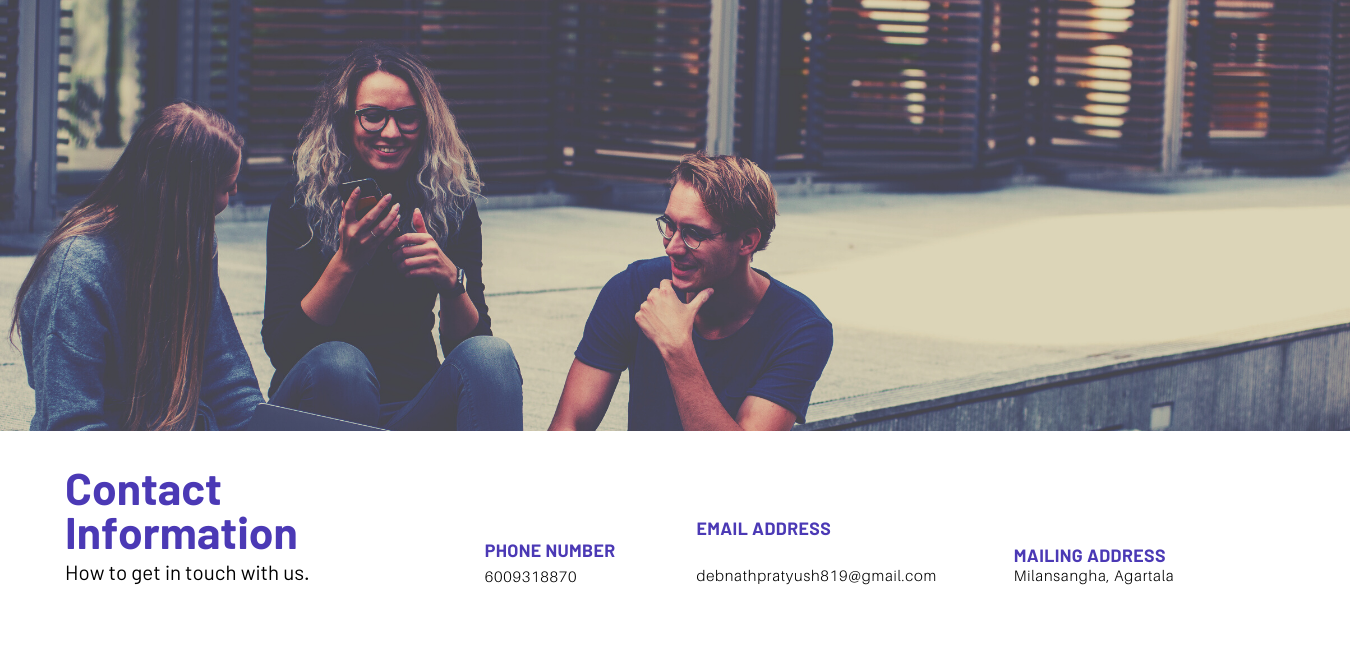 Contact
Information
How to get in touch with us.
PHONE NUMBER
6009318870
EMAIL ADDRESS
debnathpratyush819@gmail.com
MAILING ADDRESS
Milansangha, Agartala